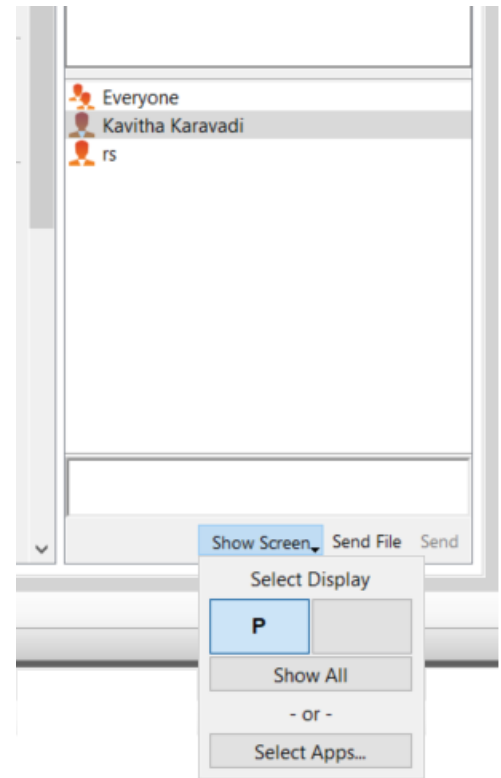 Everyone
Kavitha Karavadi
rs
Show Screen Send File Send
Select Display
P
Show All
- or -
Select Apps...